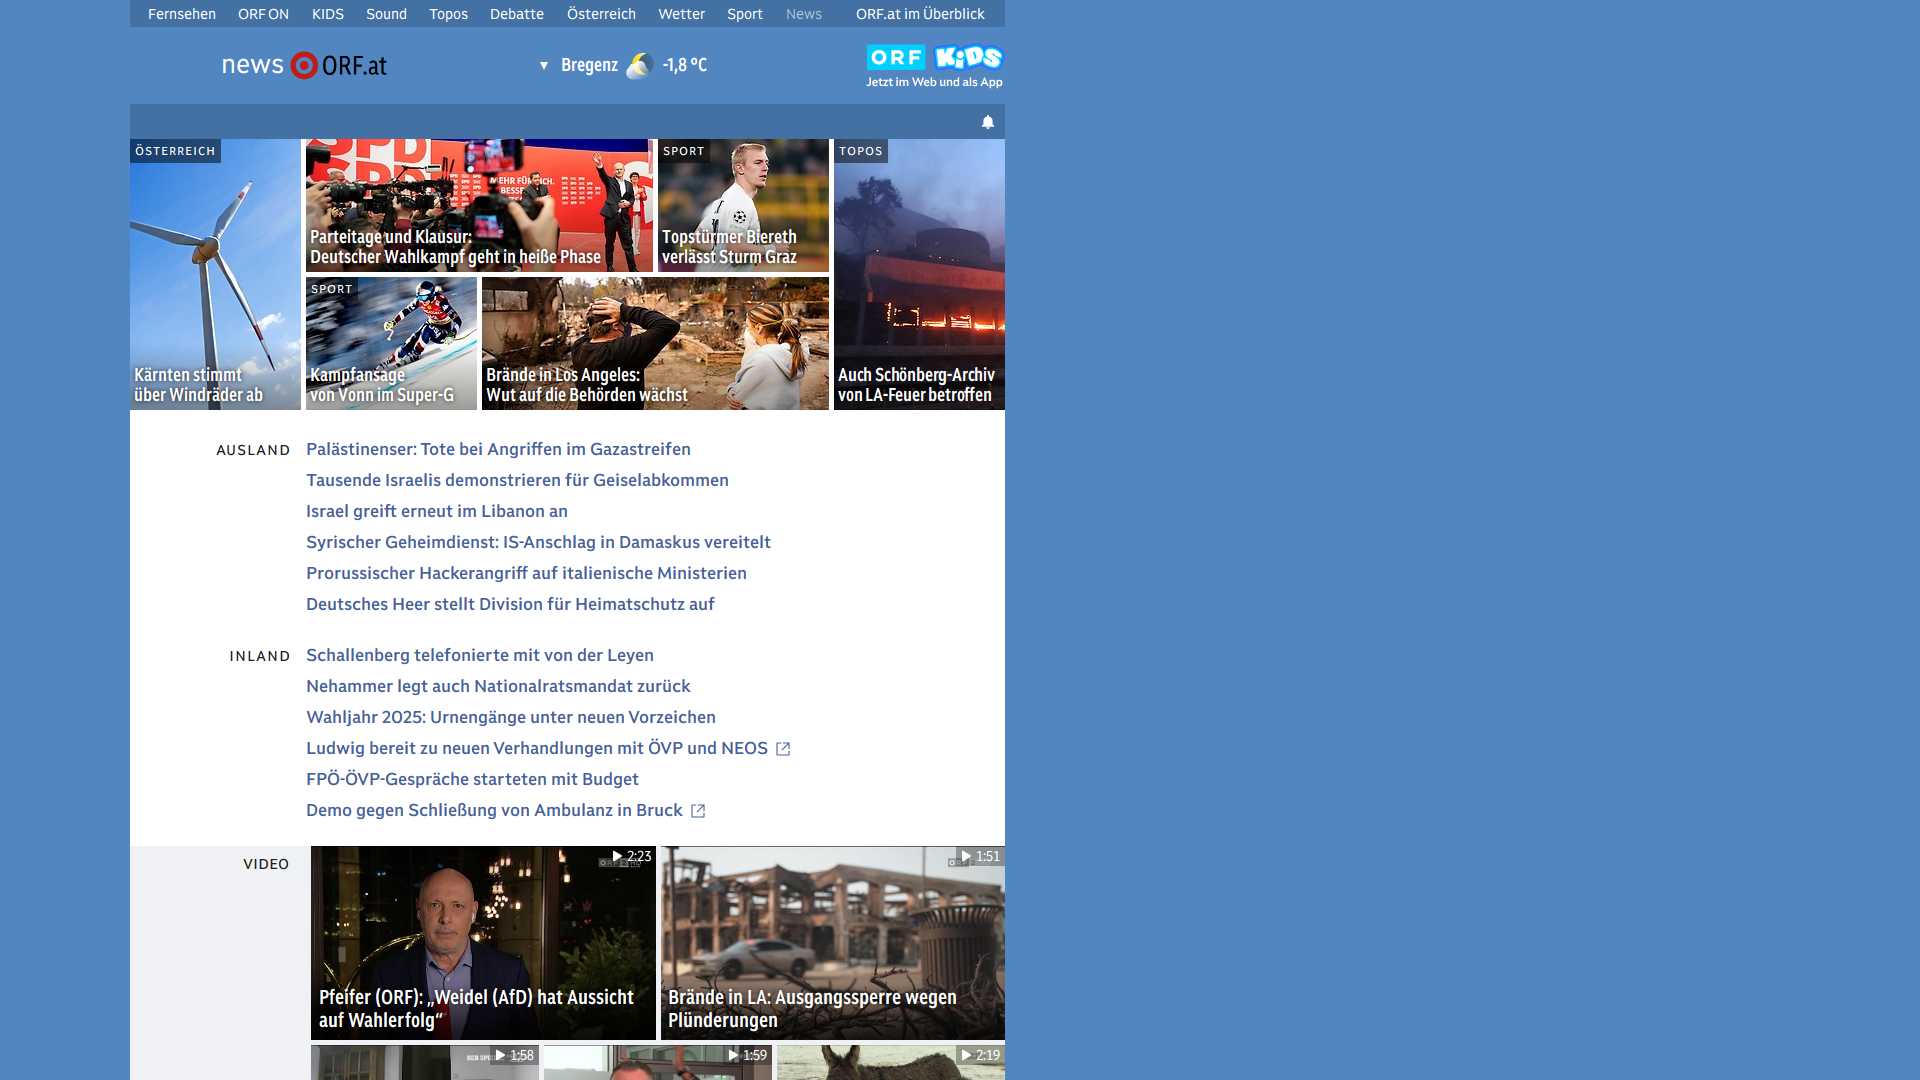 Fernsehen ORF ON KIDS Sound Topos Debatte Österreich Wetter Sport News ORF.at im Überblick
news ORF.at
Bregenz -1,8 °C
ORF KiDS
Jetzt im Web und als App
ÖSTERREICH
Kärnten stimmt
über Windräder ab
SPD
MEHR FÜR DICH.
BESSE
Parteitage und Klausur:
Deutscher Wahlkampf geht in heiße Phase
SPORT
Topstürmer Biereth
verlässt Sturm Graz
TOPOS
Auch Schönberg-Archiv
von LA-Feuer betroffen
SPORT
Kampfansage
von Vonn im Super-G
Brände in Los Angeles:
Wut auf die Behörden wächst
AUSLAND
Palästinenser: Tote bei Angriffen im Gazastreifen
Tausende Israelis demonstrieren für Geiselabkommen
Israel greift erneut im Libanon an
Syrischer Geheimdienst: IS-Anschlag in Damaskus vereitelt
Prorussischer Hackerangriff auf italienische Ministerien
Deutsches Heer stellt Division für Heimatschutz auf
INLAND
Schallenberg telefonierte mit von der Leyen
Nehammer legt auch Nationalratsmandat zurück
Wahljahr 2025: Urnengänge unter neuen Vorzeichen
Ludwig bereit zu neuen Verhandlungen mit ÖVP und NEOS
FPÖ-ÖVP-Gespräche starteten mit Budget
Demo gegen Schließung von Ambulanz in Bruck
VIDEO
2:23
Pfeifer (ORF): „Weidel (AfD) hat Aussicht
auf Wahlerfolg“
1:51
Brände in LA: Ausgangssperre wegen
Plünderungen
1:58
1:59
2:19